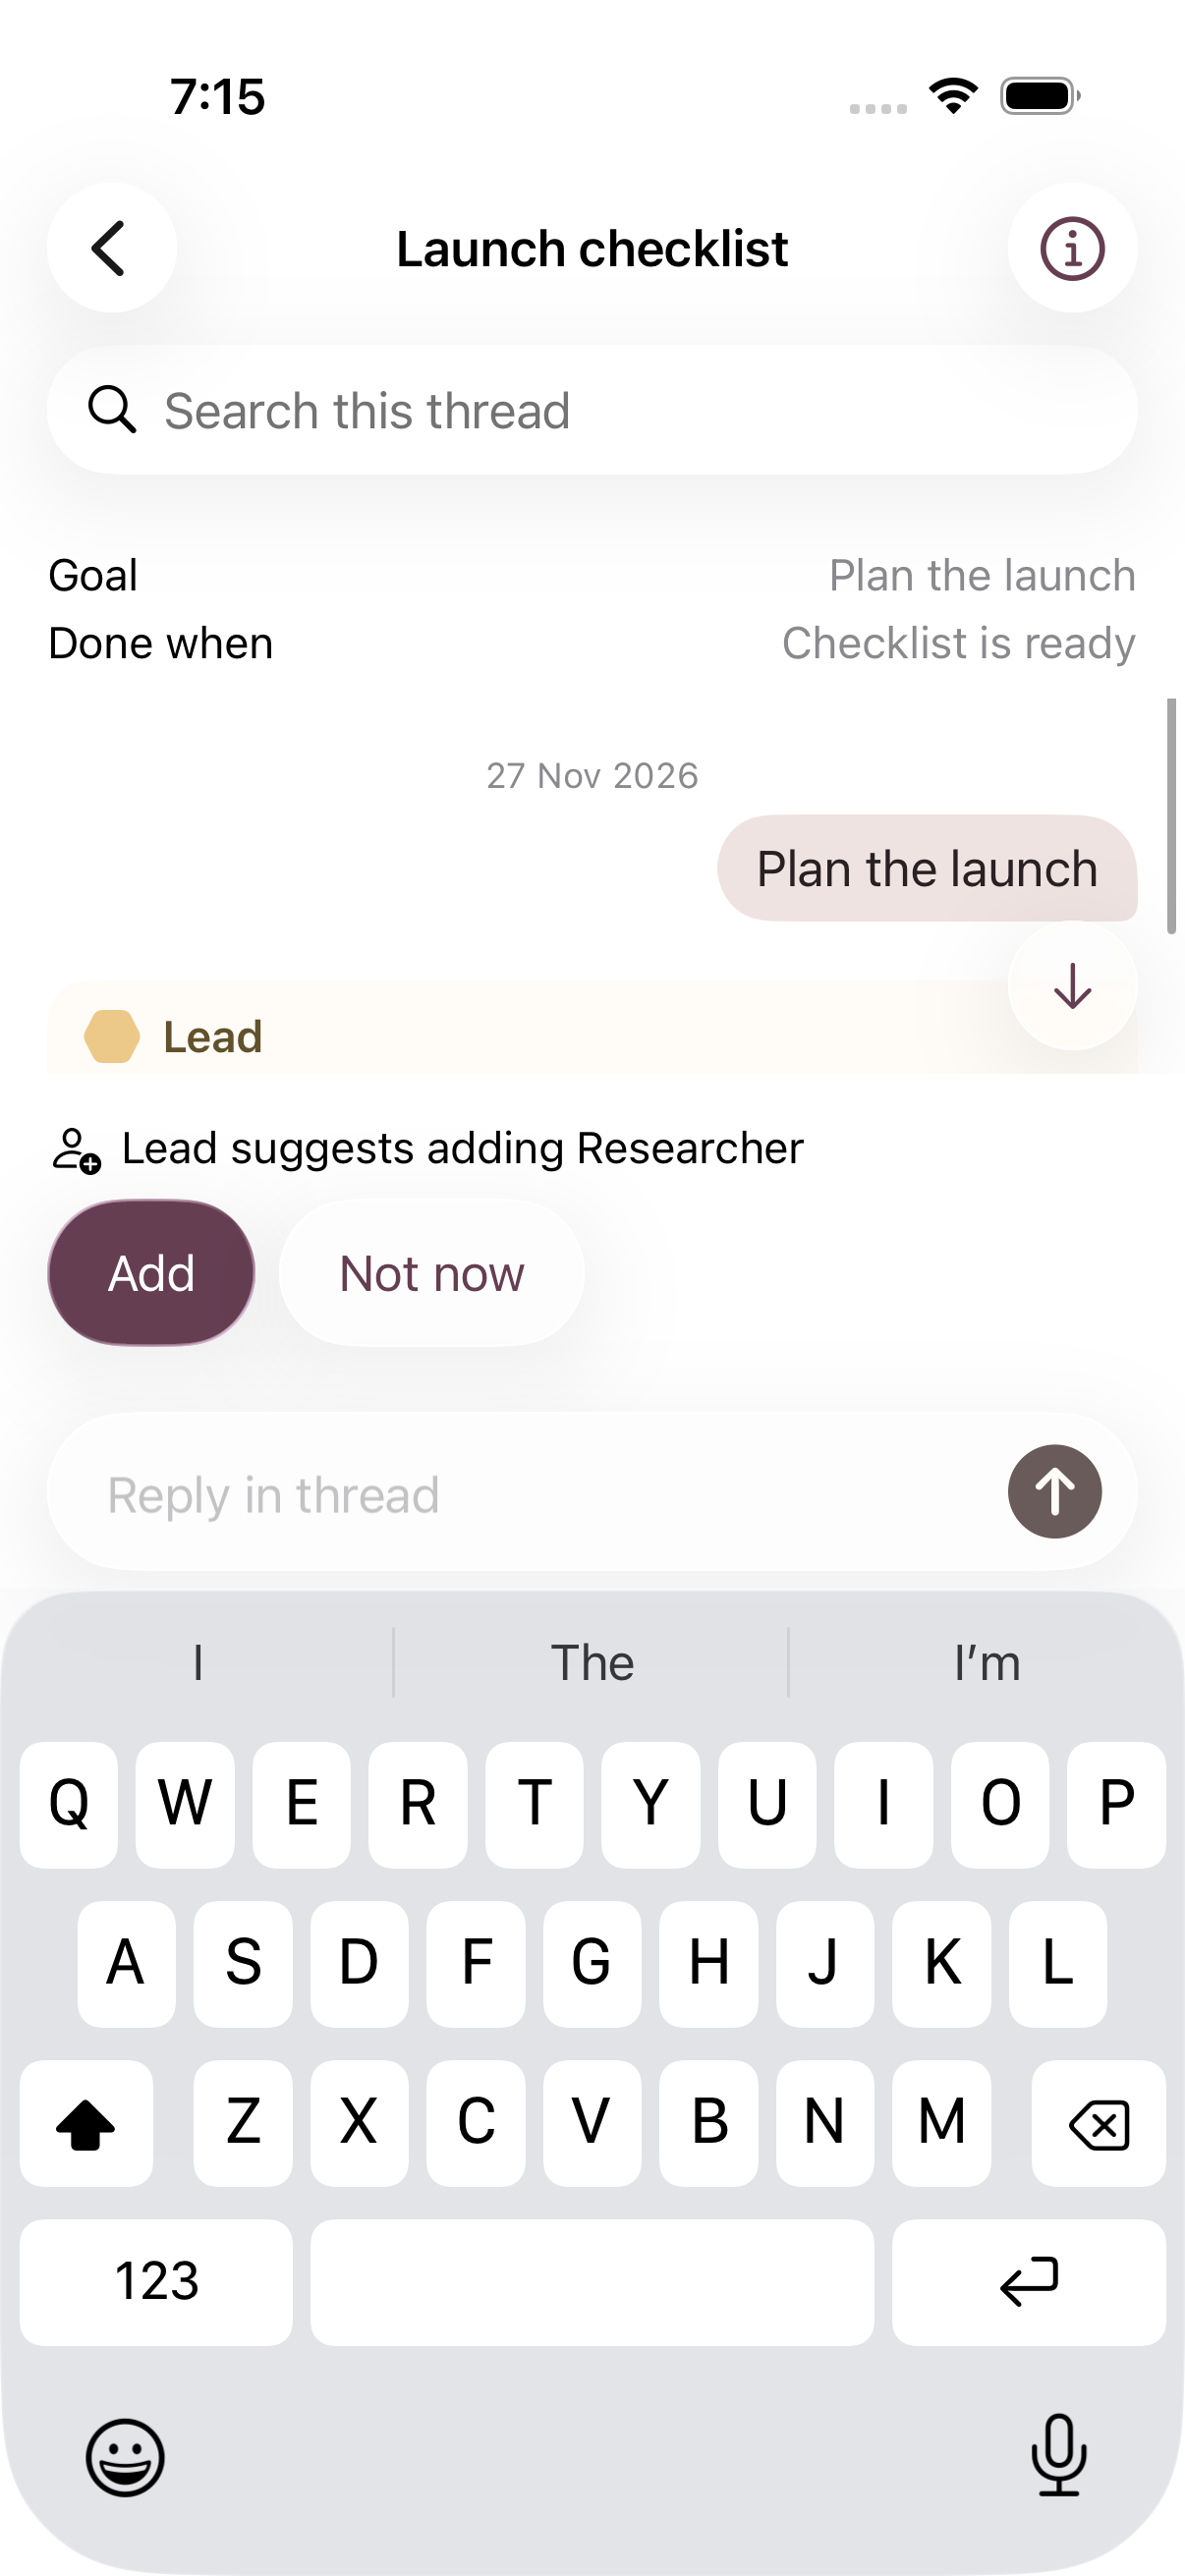 7:15
Launch checklist
Search this thread
Goal Plan the launch
Done when Checklist is ready
27 Nov 2026
Plan the launch
Lead
Lead suggests adding Researcher
Add Not now
Reply in thread
I The I’m
Q W E R T Y U I O P
A S D F G H J K L
Z X C V B N M
123